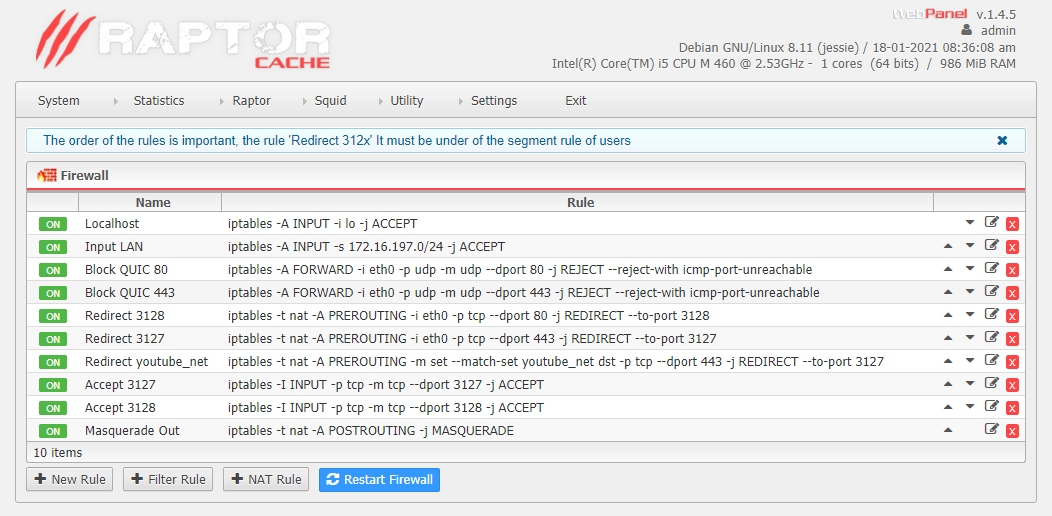 WebPanel v.1.4.5
RAPTOR
CACHE
admin
Debian GNU/Linux 8.11 (jessie) / 18-01-2021 08:36:08 am
Intel(R) Core(TM) i5 CPU M 460 @ 2.53GHz - 1 cores (64 bits) / 986 MiB RAM
System Statistics Raptor Squid Utility Settings Exit
The order of the rules is important, the rule 'Redirect 312x' It must be under of the segment rule of users
Firewall
Name Rule
ON Localhost iptables -A INPUT -i lo -j ACCEPT x
ON Input LAN iptables -A INPUT -s 172.16.197.0/24 -j ACCEPT x
ON Block QUIC 80 iptables -A FORWARD -i eth0 -p udp -m udp --dport 80 -j REJECT --reject-with icmp-port-unreachable x
ON Block QUIC 443 iptables -A FORWARD -i eth0 -p udp -m udp --dport 443 -j REJECT --reject-with icmp-port-unreachable x
ON Redirect 3128 iptables -t nat -A PREROUTING -i eth0 -p tcp --dport 80 -j REDIRECT --to-port 3128 x
ON Redirect 3127 iptables -t nat -A PREROUTING -i eth0 -p tcp --dport 443 -j REDIRECT --to-port 3127 x
ON Redirect youtube_net iptables -t nat -A PREROUTING -m set --match-set youtube_net dst -p tcp --dport 443 -j REDIRECT --to-port 3127 x
ON Accept 3127 iptables -I INPUT -p tcp -m tcp --dport 3127 -j ACCEPT x
ON Accept 3128 iptables -I INPUT -p tcp -m tcp --dport 3128 -j ACCEPT x
ON Masquerade Out iptables -t nat -A POSTROUTING -j MASQUERADE x
10 items
New Rule Filter Rule NAT Rule Restart Firewall